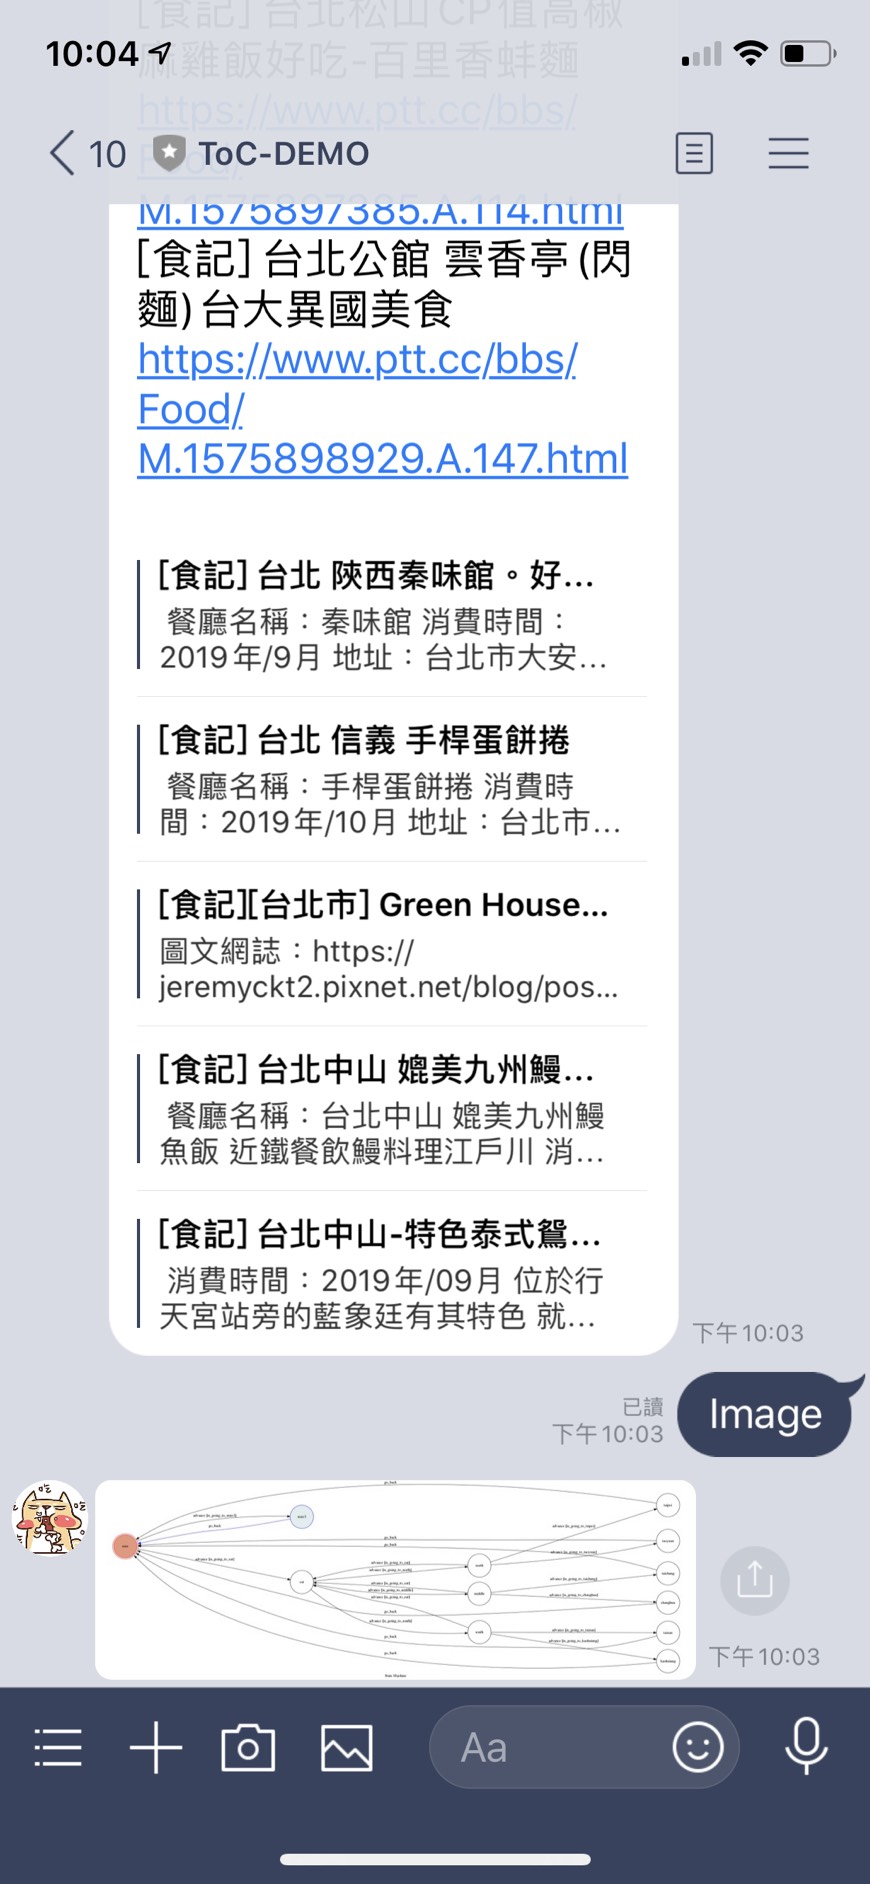 [食記] 台北松山CP值高椒
10:04
麻雞飯好吃-百里香蚌麵
https://www.ptt.cc/bbs/
Food/
10 ToC-DEMO
M.1575897385.A.114.html
[食記] 台北公館 雲香亭(閃
麵)台大異國美食
https://www.ptt.cc/bbs/
Food/
M.1575898929.A.147.html
[食記] 台北 陝西秦味館。好...
餐廳名稱：秦味館 消費時間：
2019年/9月 地址：台北市大安...
[食記] 台北 信義 手桿蛋餅捲
餐廳名稱：手桿蛋餅捲 消費時
間：2019年/10月 地址：台北市...
[食記][台北市] Green House...
圖文網誌：https://
jeremyckt2.pixnet.net/blog/pos...
[食記] 台北中山 媲美九州鰻...
餐廳名稱：台北中山 媲美九州鰻
魚飯 近鐵餐飲鰻料理江戶川 消...
[食記] 台北中山-特色泰式鴛...
消費時間：2019年/09月 位於行
天宮站旁的藍象廷有其特色 就...
下午10:03
已讀
下午10:03
Image
下午10:03
Aa